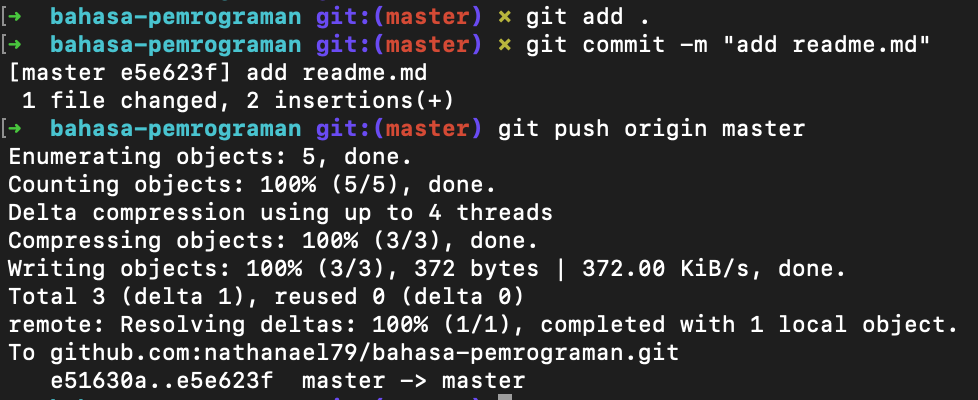 [➜  bahasa-pemrograman git:(master) ✗ git add .
[➜  bahasa-pemrograman git:(master) ✗ git commit -m "add readme.md"
[master e5e623f] add readme.md
 1 file changed, 2 insertions(+)
[➜  bahasa-pemrograman git:(master) git push origin master
Enumerating objects: 5, done.
Counting objects: 100% (5/5), done.
Delta compression using up to 4 threads
Compressing objects: 100% (3/3), done.
Writing objects: 100% (3/3), 372 bytes | 372.00 KiB/s, done.
Total 3 (delta 1), reused 0 (delta 0)
remote: Resolving deltas: 100% (1/1), completed with 1 local object.
To github.com:nathanael79/bahasa-pemrograman.git
   e51630a..e5e623f  master -> master